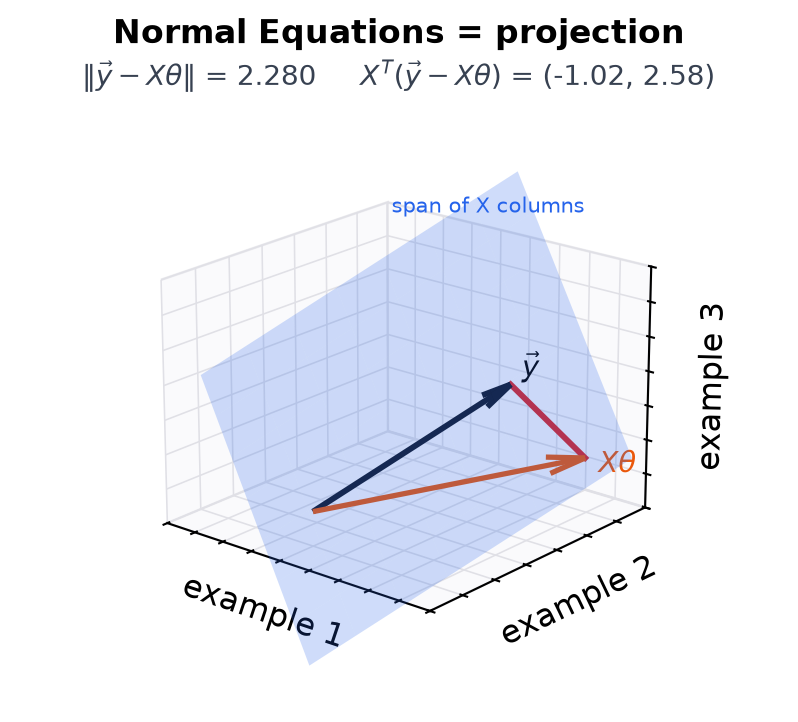 Normal Equations = projection
‖y⃗ − Xθ‖ = 2.280     Xᵀ(y⃗ − Xθ) = (-1.02, 2.58)
span of X columns
example 3
y⃗
Xθ
example 2
example 1